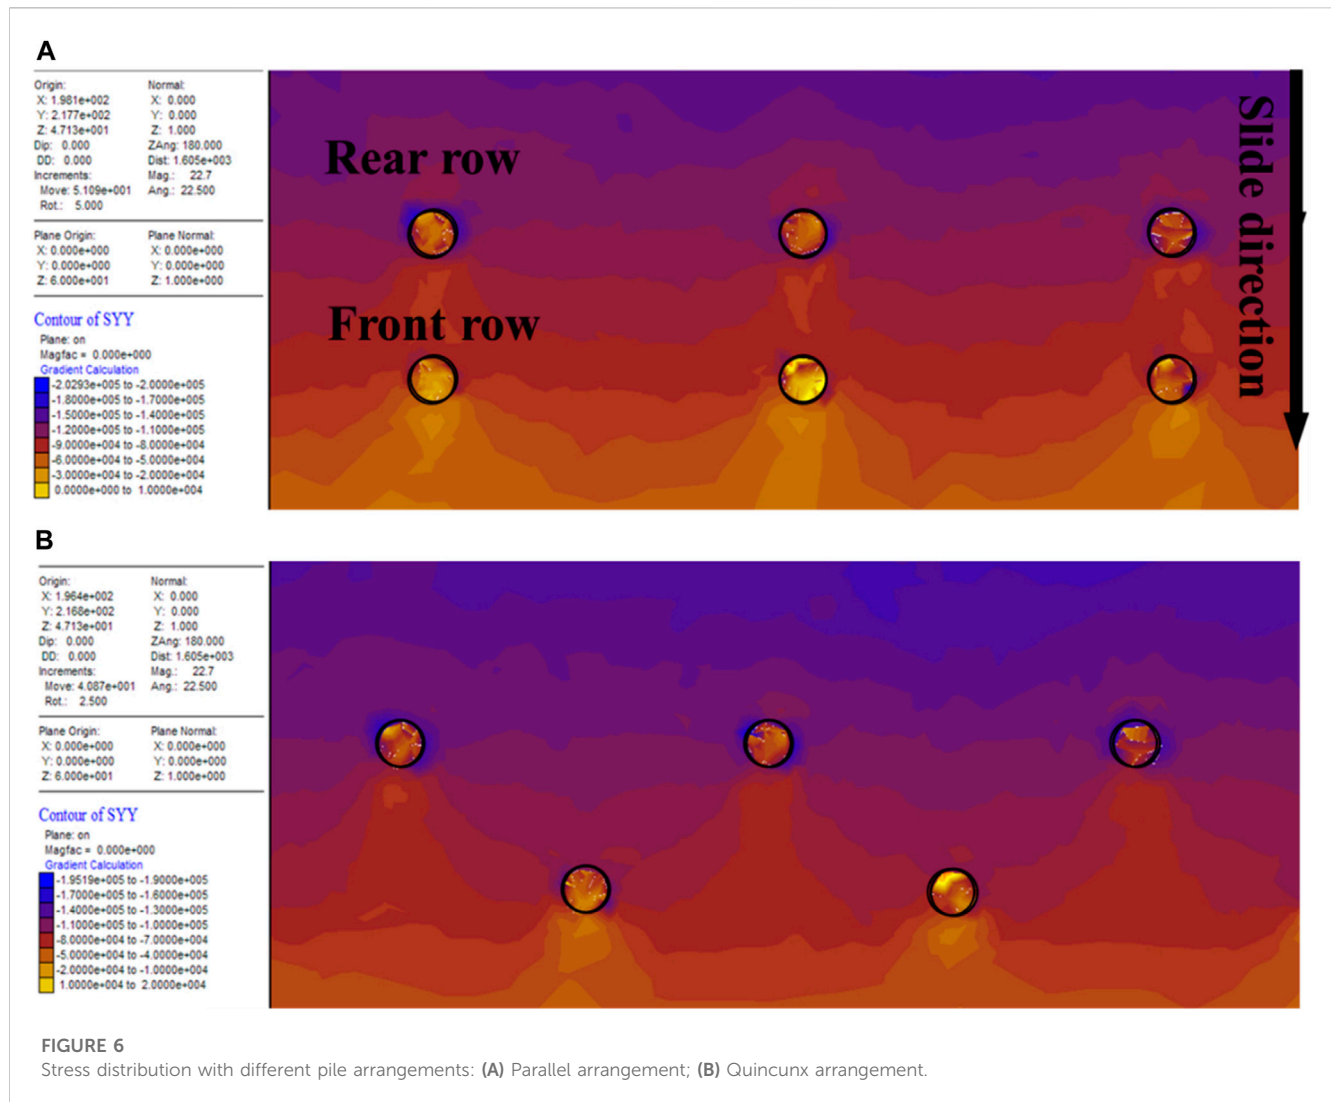 A
Origin: Normal:
X: 1.981e+002 X: 0.000
Y: 2.177e+002 Y: 0.000
Z: 4.713e+001 Z: 1.000
Dip: 0.000 ZAng: 180.000
DD: 0.000 Dist: 1.605e+003
Increments: Mag.: 22.7
Move: 5.109e+001 Ang.: 22.500
Rot.: 5.000
Plane Origin: Plane Normal:
X: 0.000e+000 X: 0.000e+000
Y: 0.000e+000 Y: 0.000e+000
Z: 6.000e+001 Z: 1.000e+000
Contour of SYY
Plane: on
Magfac = 0.000e+000
Gradient Calculation
-2.0293e+005 to -2.0000e+005
-1.8000e+005 to -1.7000e+005
-1.5000e+005 to -1.4000e+005
-1.2000e+005 to -1.1000e+005
-9.0000e+004 to -8.0000e+004
-6.0000e+004 to -5.0000e+004
-3.0000e+004 to -2.0000e+004
0.0000e+000 to 1.0000e+004
Rear row
Front row
Slide direction
B
Origin: Normal:
X: 1.964e+002 X: 0.000
Y: 2.168e+002 Y: 0.000
Z: 4.713e+001 Z: 1.000
Dip: 0.000 ZAng: 180.000
DD: 0.000 Dist: 1.605e+003
Increments: Mag.: 22.7
Move: 4.087e+001 Ang.: 22.500
Rot.: 2.500
Plane Origin: Plane Normal:
X: 0.000e+000 X: 0.000e+000
Y: 0.000e+000 Y: 0.000e+000
Z: 6.000e+001 Z: 1.000e+000
Contour of SYY
Plane: on
Magfac = 0.000e+000
Gradient Calculation
-1.9519e+005 to -1.9000e+005
-1.7000e+005 to -1.6000e+005
-1.4000e+005 to -1.3000e+005
-1.1000e+005 to -1.0000e+005
-8.0000e+004 to -7.0000e+004
-5.0000e+004 to -4.0000e+004
-2.0000e+004 to -1.0000e+004
1.0000e+004 to 2.0000e+004
FIGURE 6
Stress distribution with different pile arrangements: (A) Parallel arrangement; (B) Quincunx arrangement.